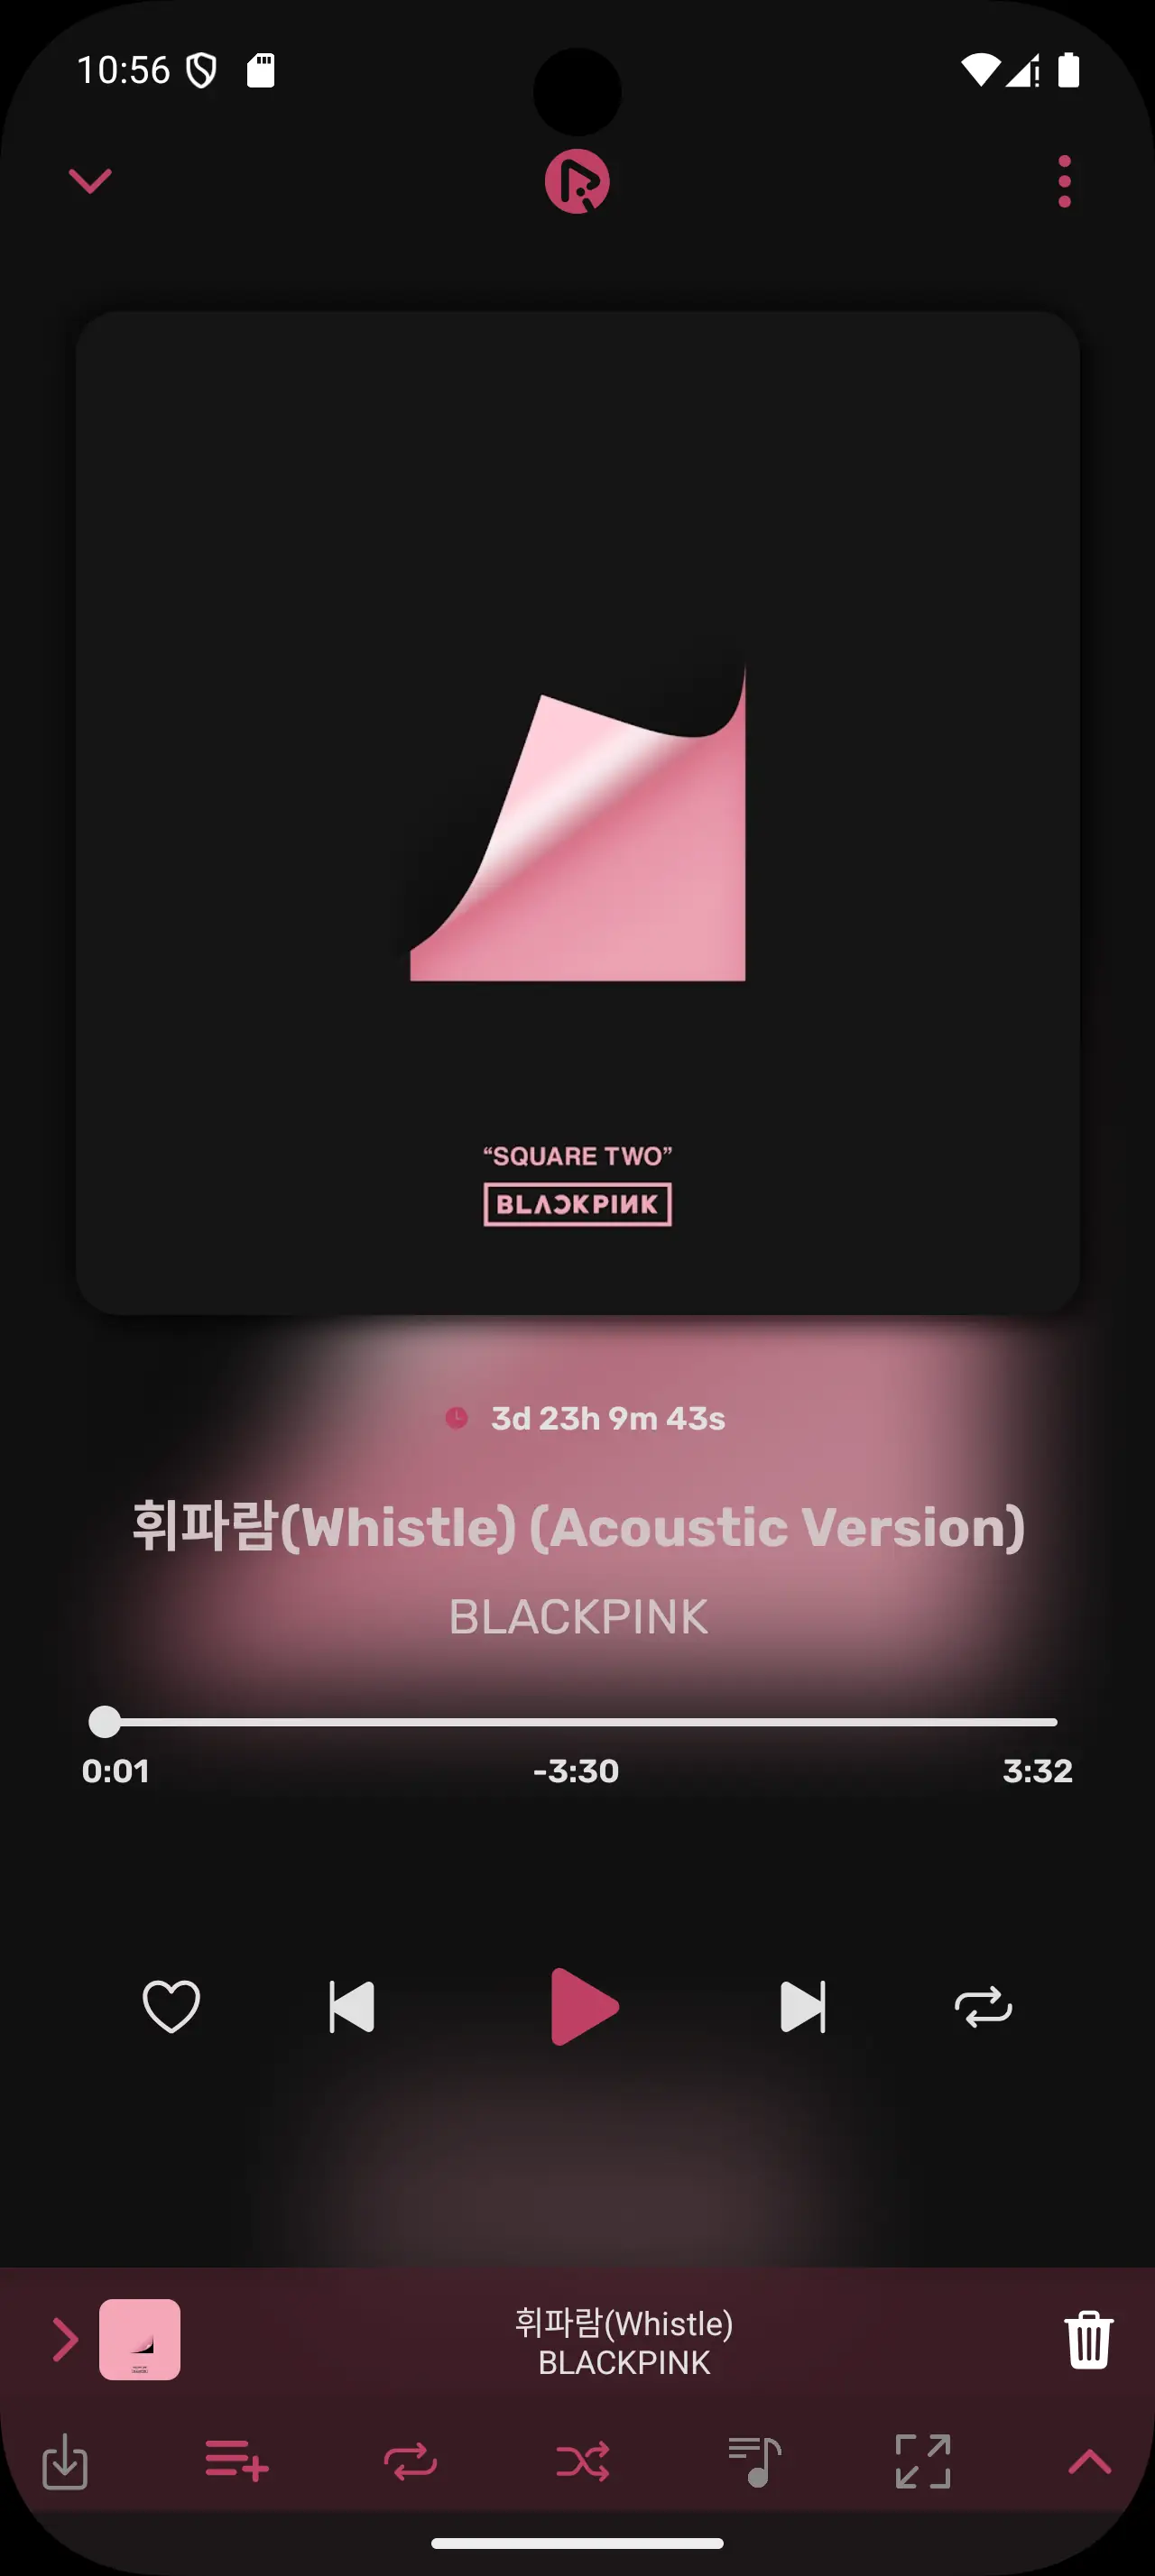 10:56
“SQUARE TWO”
BLACKPINK
3d 23h 9m 43s
휘파람(Whistle) (Acoustic Version)
BLACKPINK
0:01 -3:30 3:32
휘파람(Whistle)
BLACKPINK